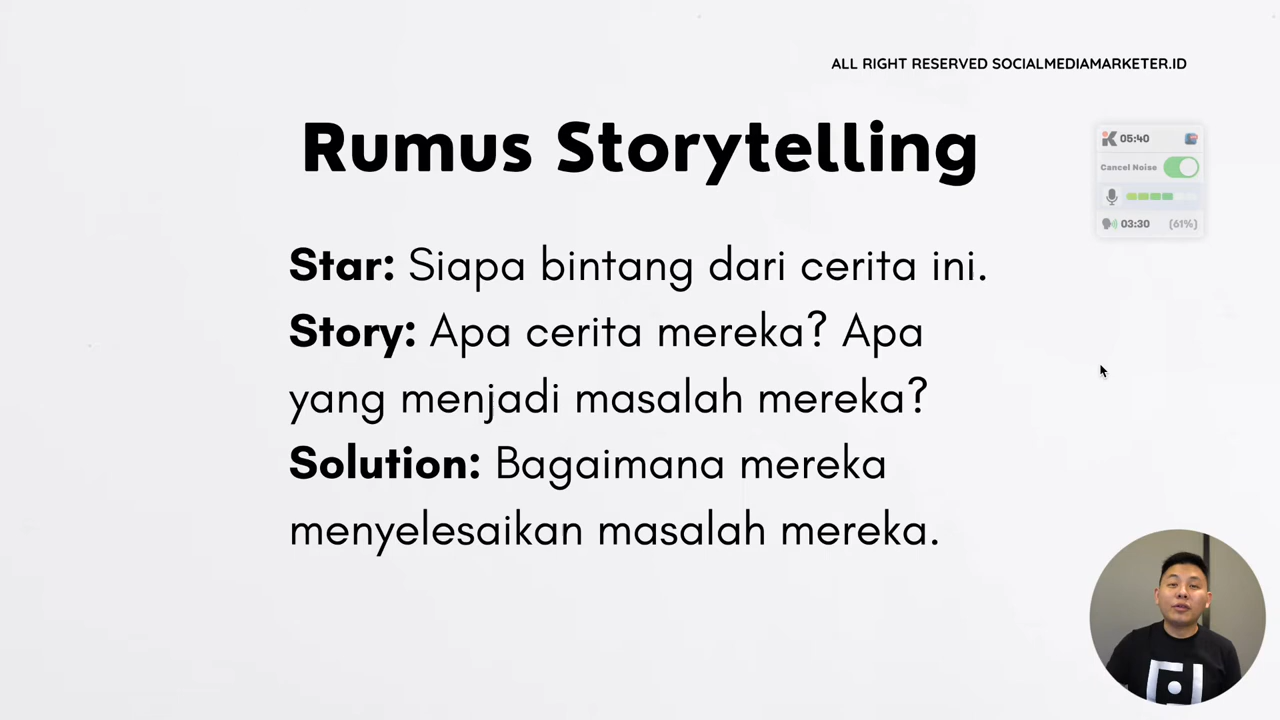 ALL RIGHT RESERVED SOCIALMEDIAMARKETER.ID
Rumus Storytelling
05:40
Cancel Noise
03:30 (61%)
Star: Siapa bintang dari cerita ini.
Story: Apa cerita mereka? Apa
yang menjadi masalah mereka?
Solution: Bagaimana mereka
menyelesaikan masalah mereka.